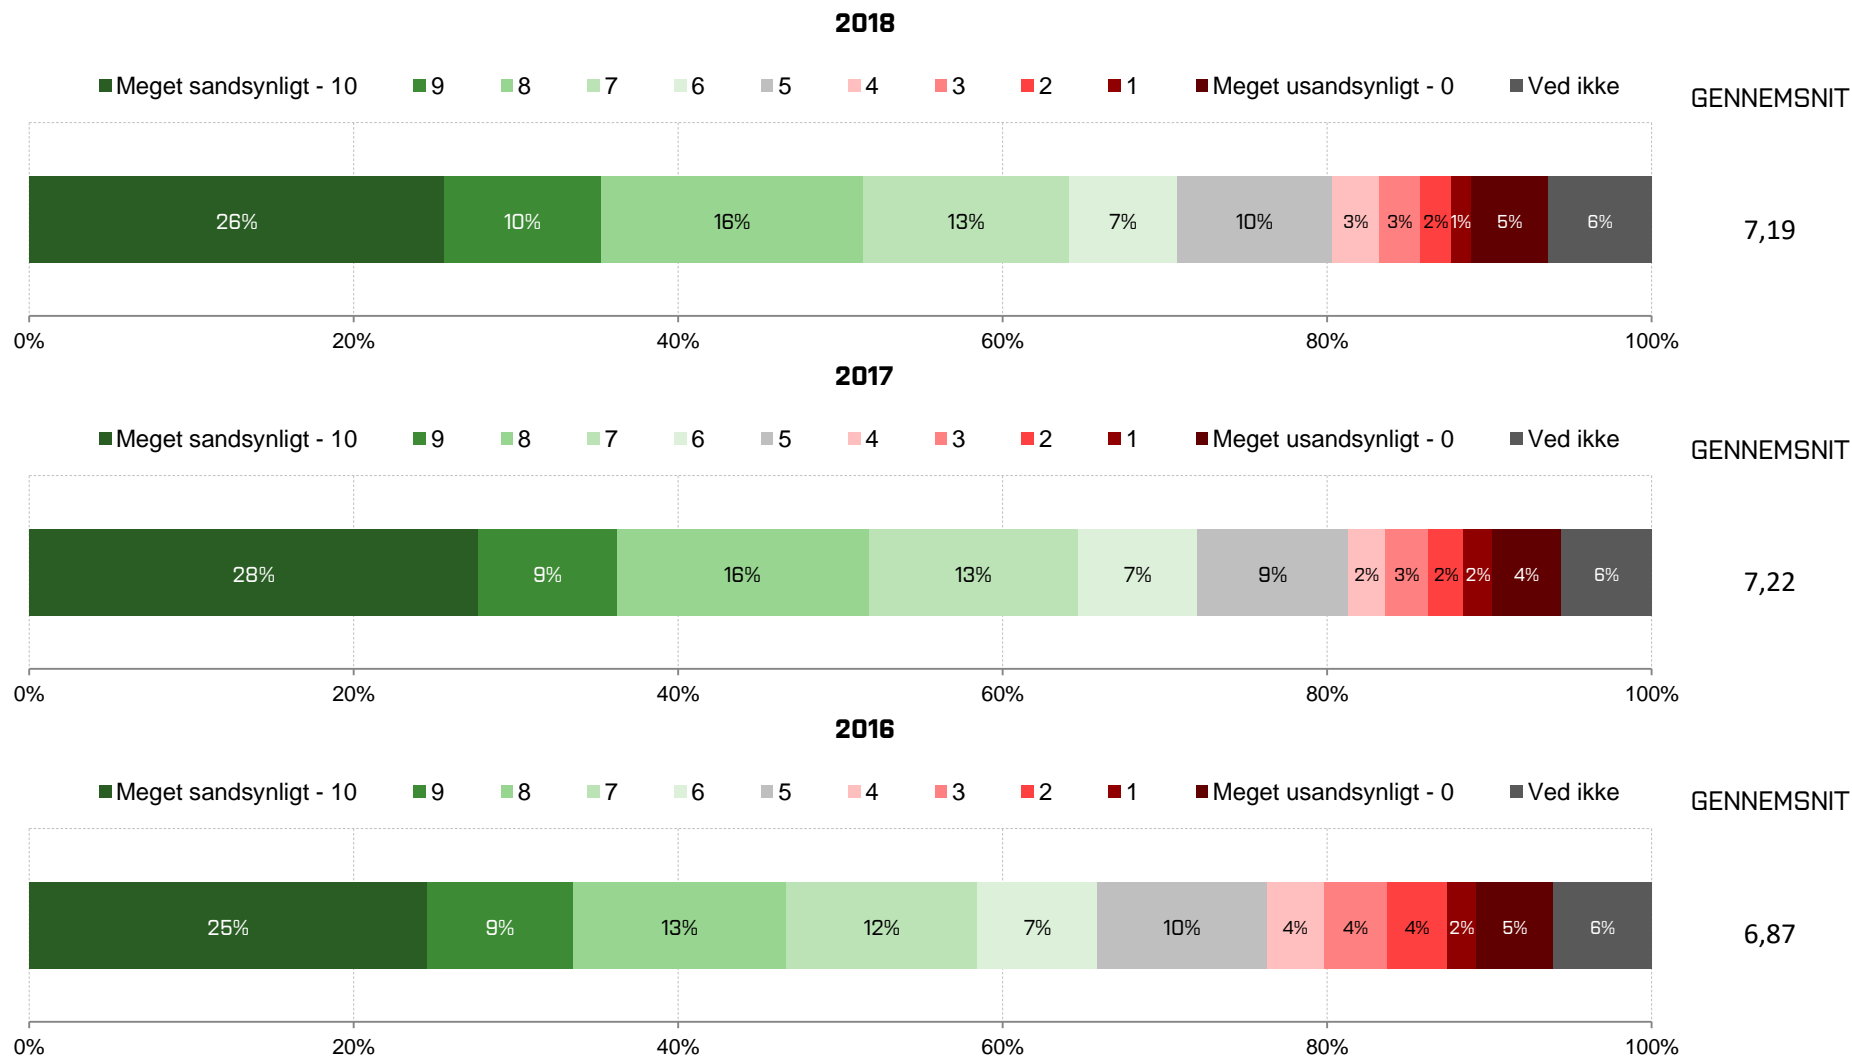 2018
Meget sandsynligt - 10 9 8 7 6 5 4 3 2 1 Meget usandsynligt - 0 Ved ikke
GENNEMSNIT
26% 10% 16% 13% 7% 10% 3% 3% 2% 1% 5% 6%
7,19
0% 20% 40% 60% 80% 100%
2017
Meget sandsynligt - 10 9 8 7 6 5 4 3 2 1 Meget usandsynligt - 0 Ved ikke
GENNEMSNIT
28% 9% 16% 13% 7% 9% 2% 3% 2% 2% 4% 6%
7,22
0% 20% 40% 60% 80% 100%
2016
Meget sandsynligt - 10 9 8 7 6 5 4 3 2 1 Meget usandsynligt - 0 Ved ikke
GENNEMSNIT
25% 9% 13% 12% 7% 10% 4% 4% 4% 2% 5% 6%
6,87
0% 20% 40% 60% 80% 100%